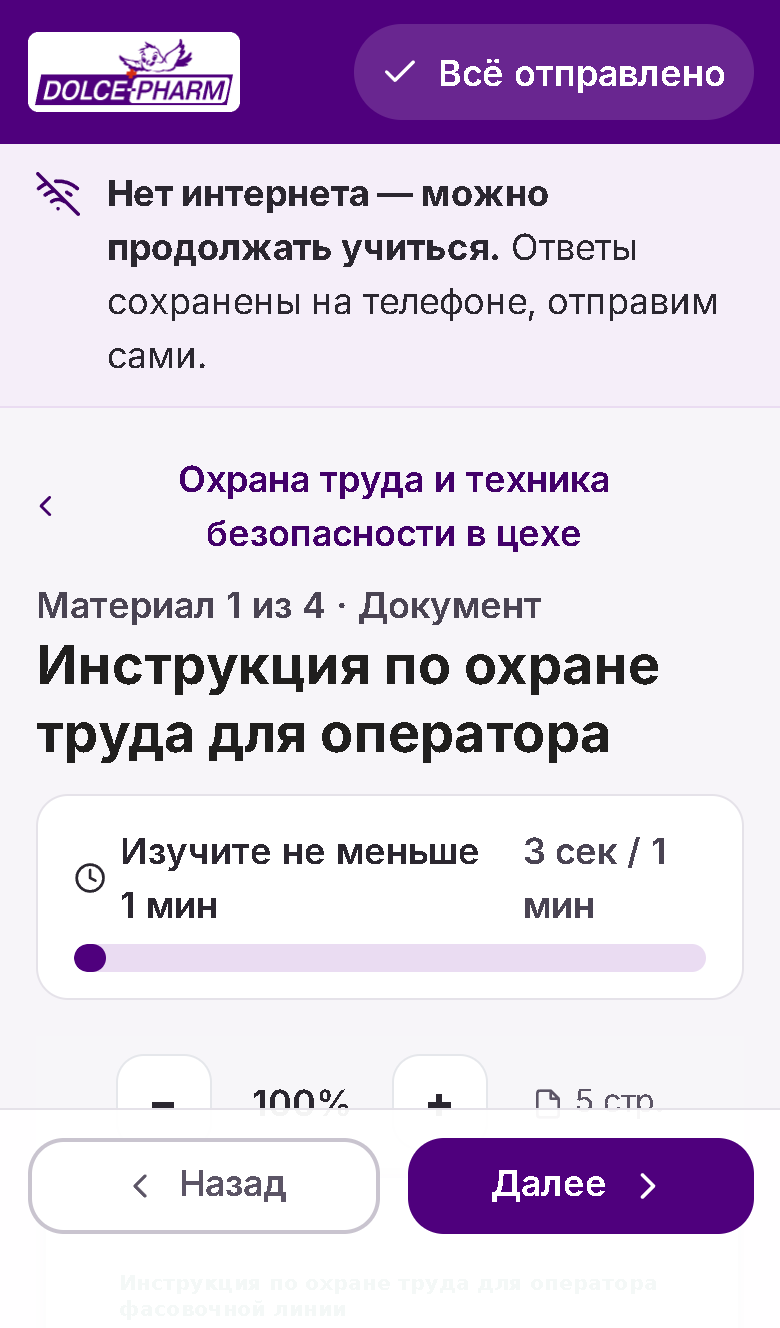 DOLCE-PHARM
Всё отправлено
Нет интернета — можно
продолжать учиться. Ответы
сохранены на телефоне, отправим
сами.
Охрана труда и техника
безопасности в цехе
Материал 1 из 4 · Документ
Инструкция по охране
труда для оператора
Изучите не меньше
1 мин
3 сек / 1
мин
− 100% + 5 стр.
Назад
Далее
Инструкция по охране труда для оператора
фасовочной линии